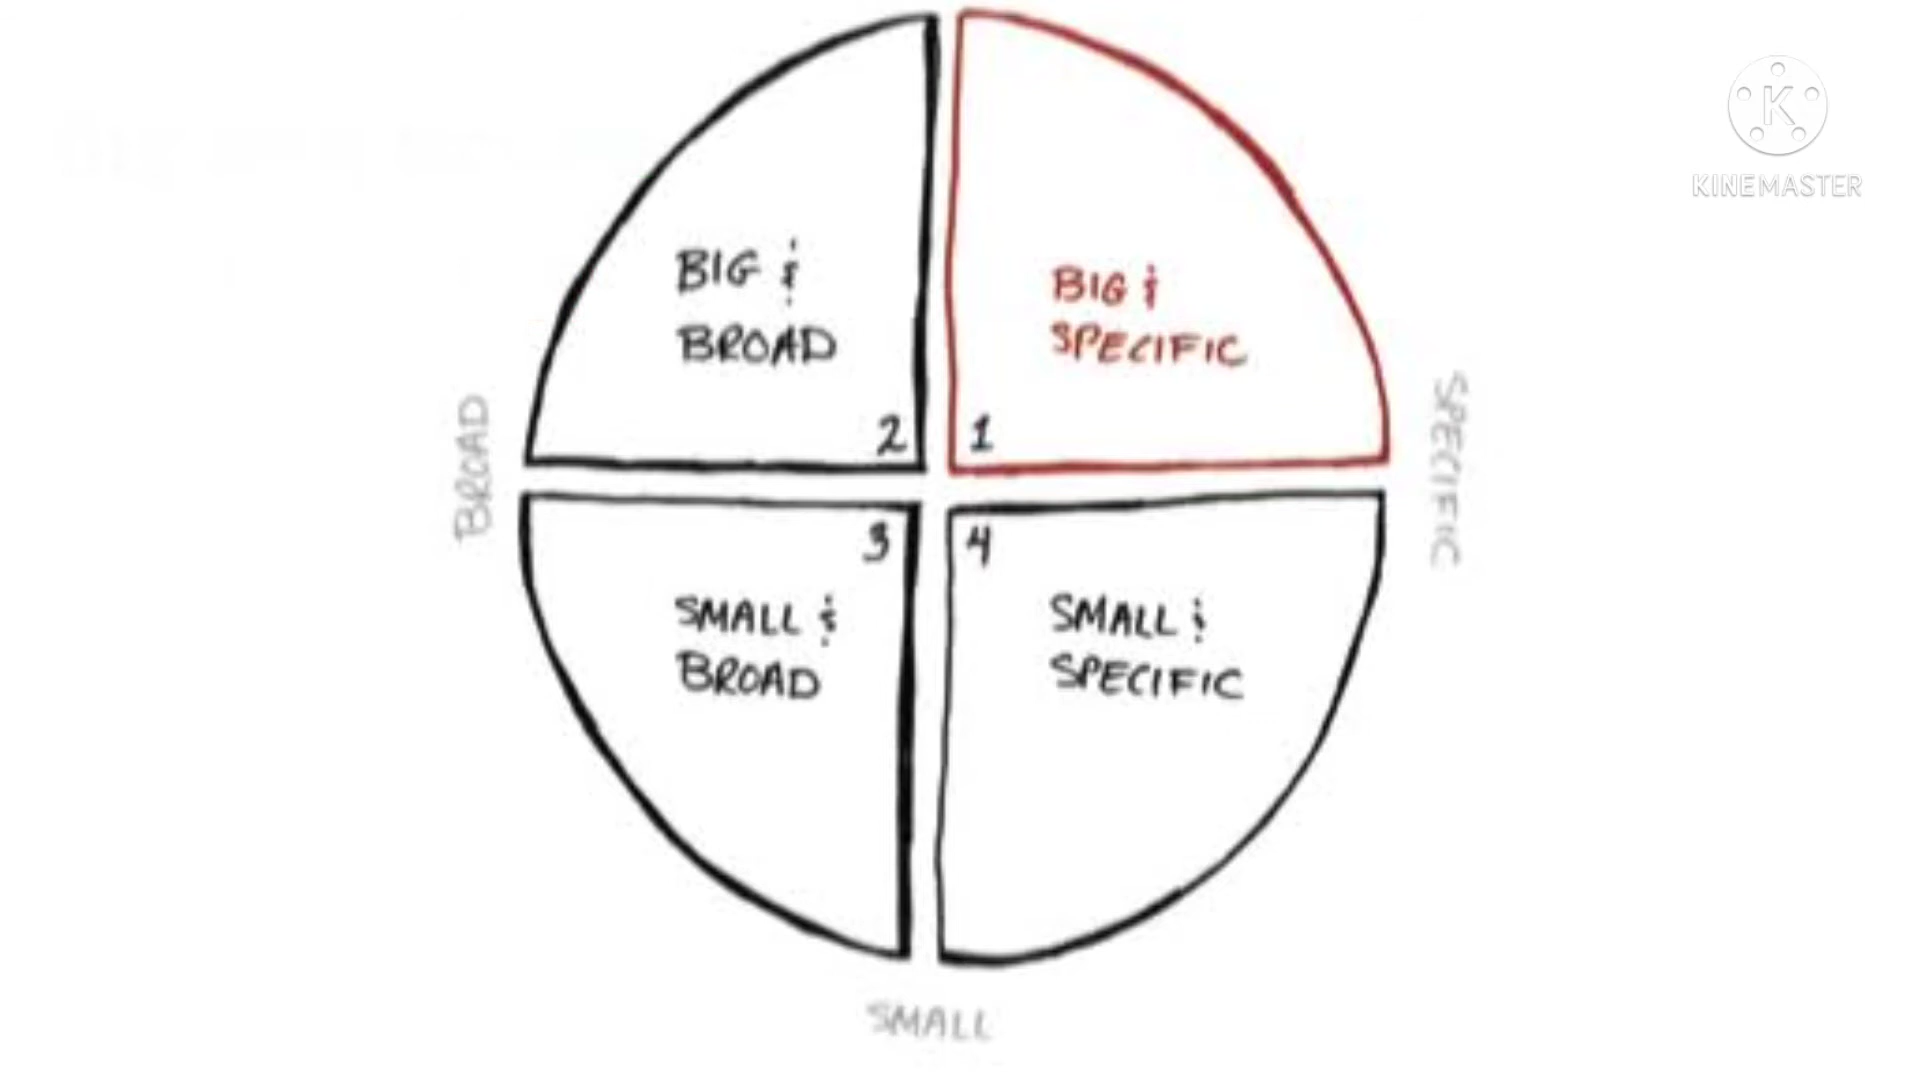 BIG &
BROAD
2
BIG &
SPECIFIC
1
BROAD
SPECIFIC
3
SMALL &
BROAD
4
SMALL &
SPECIFIC
SMALL
K
KINEMASTER